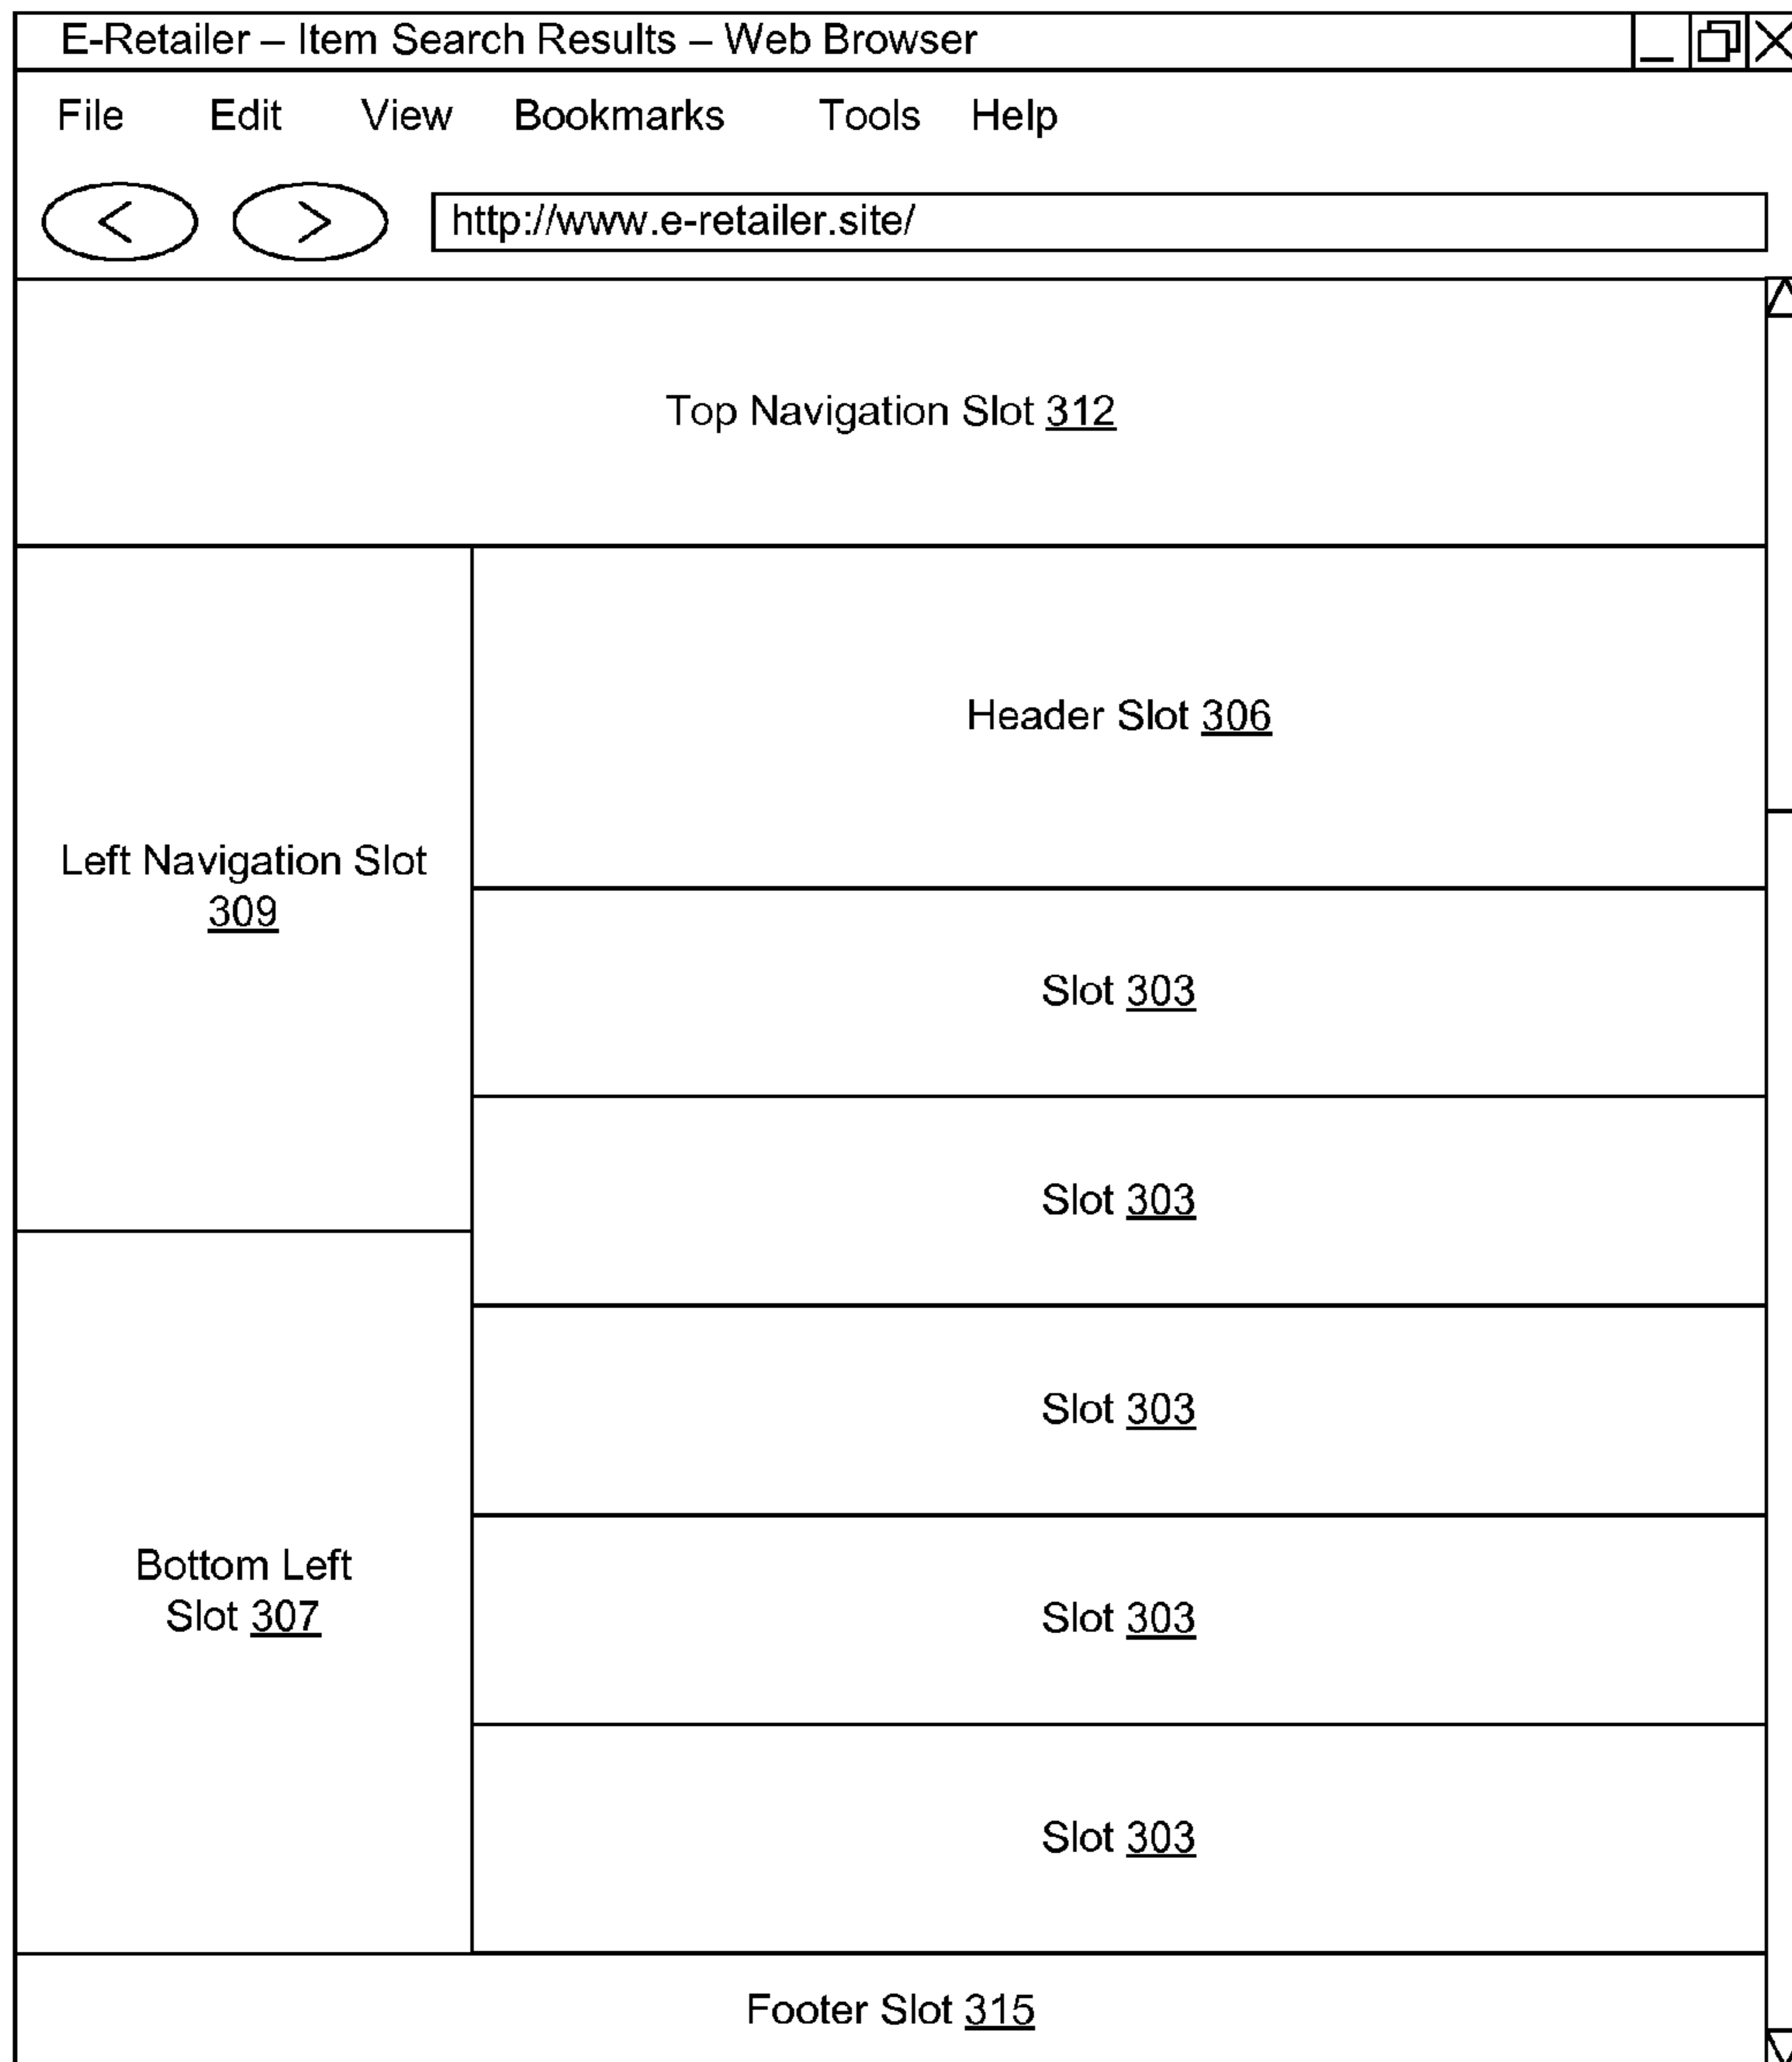 E-Retailer – Item Search Results – Web Browser
File Edit View Bookmarks Tools Help
< > http://www.e-retailer.site/
Top Navigation Slot 312
Header Slot 306
Left Navigation Slot
309
Slot 303
Slot 303
Slot 303
Bottom Left
Slot 307
Slot 303
Slot 303
Footer Slot 315